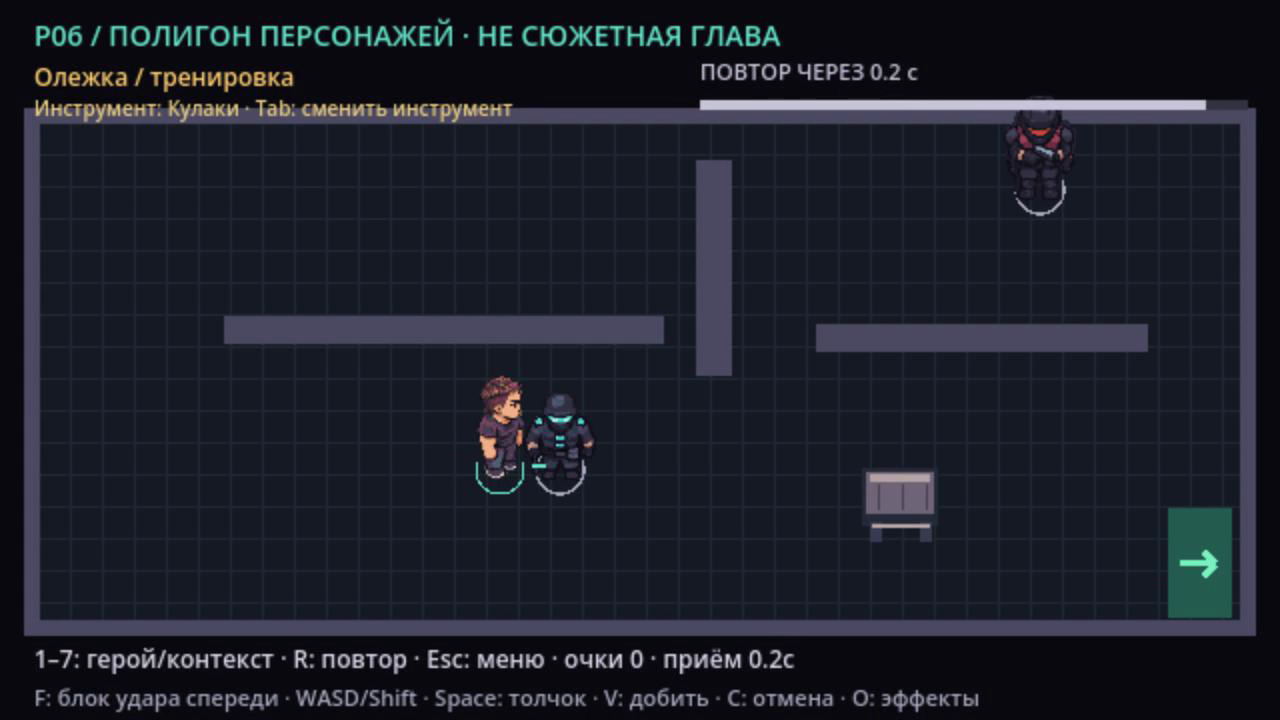 P06 / ПОЛИГОН ПЕРСОНАЖЕЙ · НЕ СЮЖЕТНАЯ ГЛАВА
Олежка / тренировка
ПОВТОР ЧЕРЕЗ 0.2 с
Инструмент: Кулаки · Tab: сменить инструмент
→
1–7: герой/контекст · R: повтор · Esc: меню · очки 0 · приём 0.2с
F: блок удара спереди · WASD/Shift · Space: толчок · V: добить · C: отмена · O: эффекты